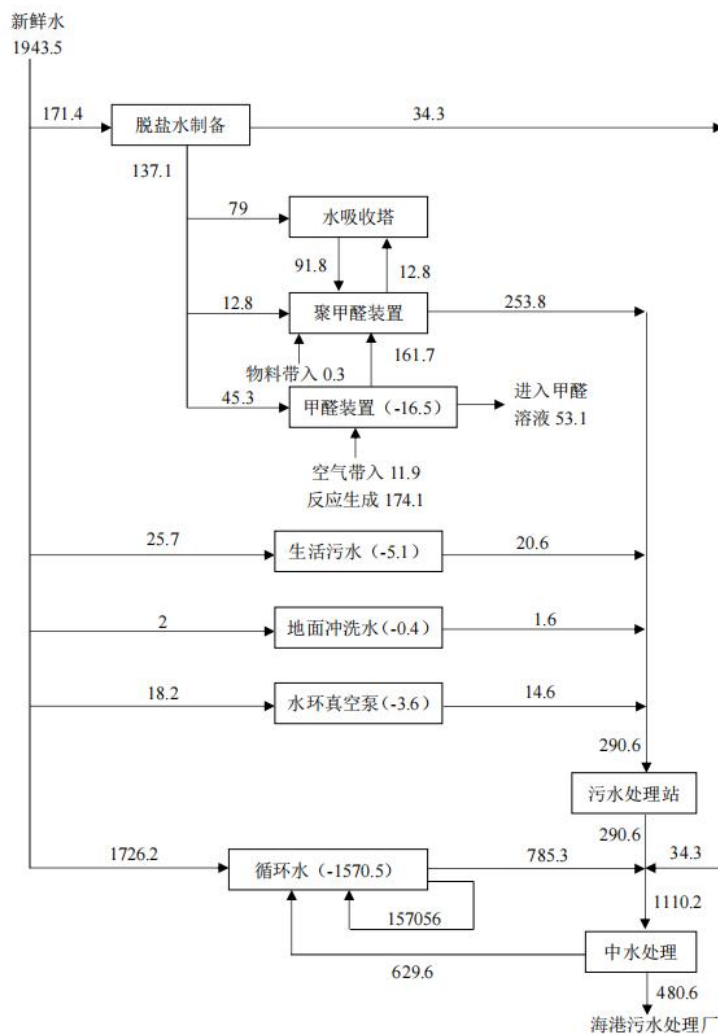 新鲜水
1943.5
171.4
脱盐水制备
34.3
137.1
79
水吸收塔
91.8
12.8
12.8
聚甲醛装置
253.8
物料带入 0.3
161.7
45.3
甲醛装置（-16.5）
进入甲醛
溶液 53.1
空气带入 11.9
反应生成 174.1
25.7
生活污水（-5.1）
20.6
2
地面冲洗水（-0.4）
1.6
18.2
水环真空泵（-3.6）
14.6
290.6
污水处理站
290.6
1726.2
循环水（-1570.5）
785.3
34.3
157056
1110.2
中水处理
629.6
480.6
海港污水处理厂